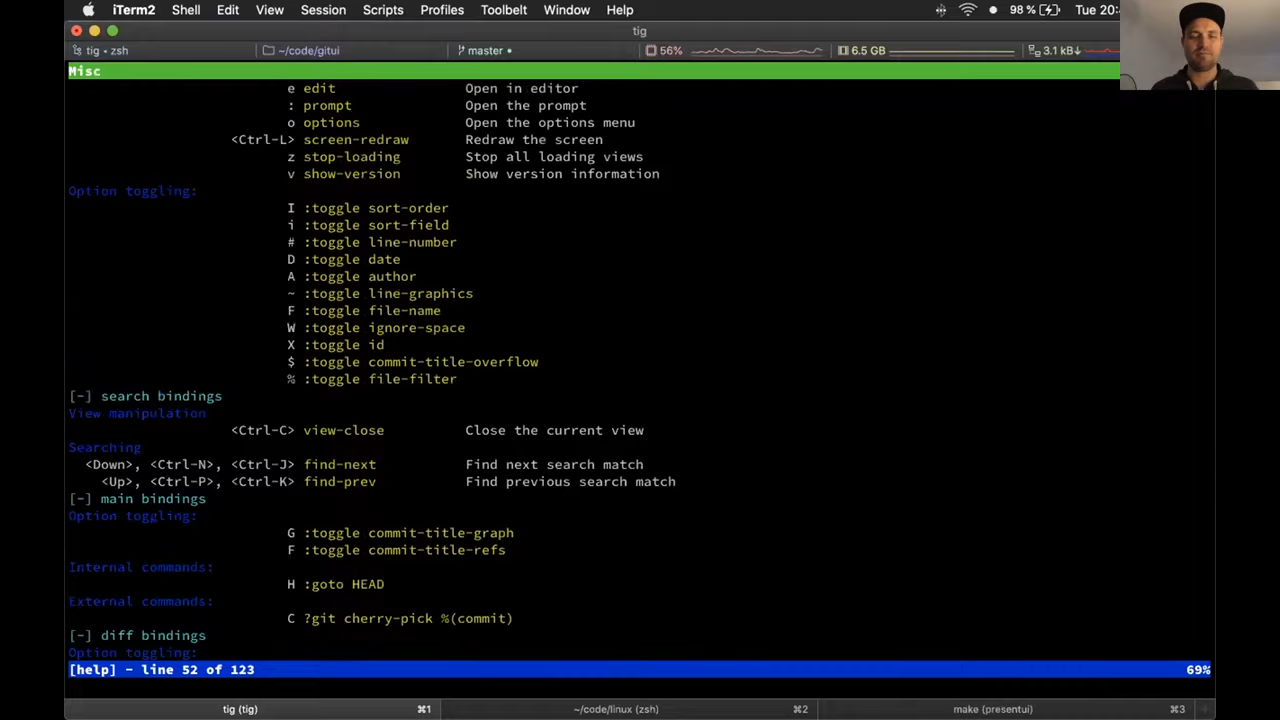 iTerm2 Shell Edit View Session Scripts Profiles Toolbelt Window Help 98 % Tue 20:
tig
tig • zsh ~/code/gitui master • 56% 6.5 GB 3.1 kB↓
Misc
e edit Open in editor
: prompt Open the prompt
o options Open the options menu
<Ctrl-L> screen-redraw Redraw the screen
z stop-loading Stop all loading views
v show-version Show version information
Option toggling:
I :toggle sort-order
i :toggle sort-field
# :toggle line-number
D :toggle date
A :toggle author
~ :toggle line-graphics
F :toggle file-name
W :toggle ignore-space
X :toggle id
$ :toggle commit-title-overflow
% :toggle file-filter
[-] search bindings
View manipulation
<Ctrl-C> view-close Close the current view
Searching
<Down>, <Ctrl-N>, <Ctrl-J> find-next Find next search match
<Up>, <Ctrl-P>, <Ctrl-K> find-prev Find previous search match
[-] main bindings
Option toggling:
G :toggle commit-title-graph
F :toggle commit-title-refs
Internal commands:
H :goto HEAD
External commands:
C ?git cherry-pick %(commit)
[-] diff bindings
Option toggling:
[help] - line 52 of 123 69%
tig (tig) ⌘1 ~/code/linux (zsh) ⌘2 make (presentui) ⌘3